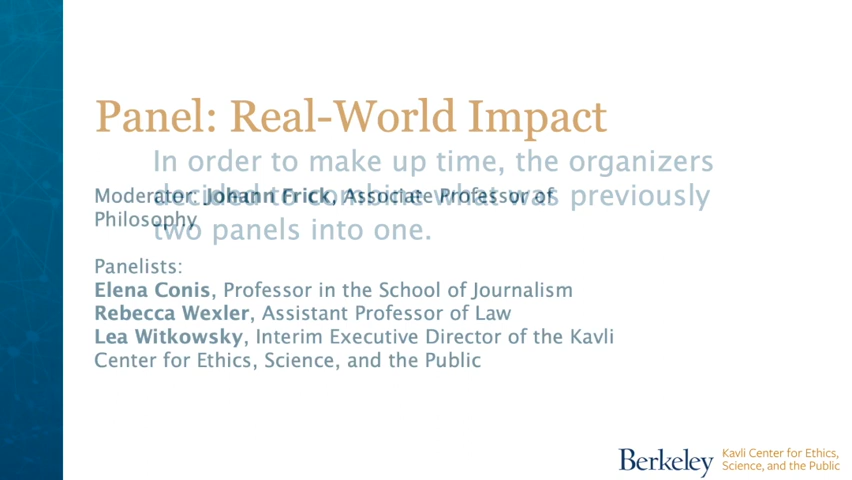 Panel: Real-World Impact
In order to make up time, the organizers
decided to combine what was previously
two panels into one.
Moderator: Johann Frick, Associate Professor of
Philosophy
Panelists:
Elena Conis, Professor in the School of Journalism
Rebecca Wexler, Assistant Professor of Law
Lea Witkowsky, Interim Executive Director of the Kavli
Center for Ethics, Science, and the Public
Berkeley
Kavli Center for Ethics,
Science, and the Public